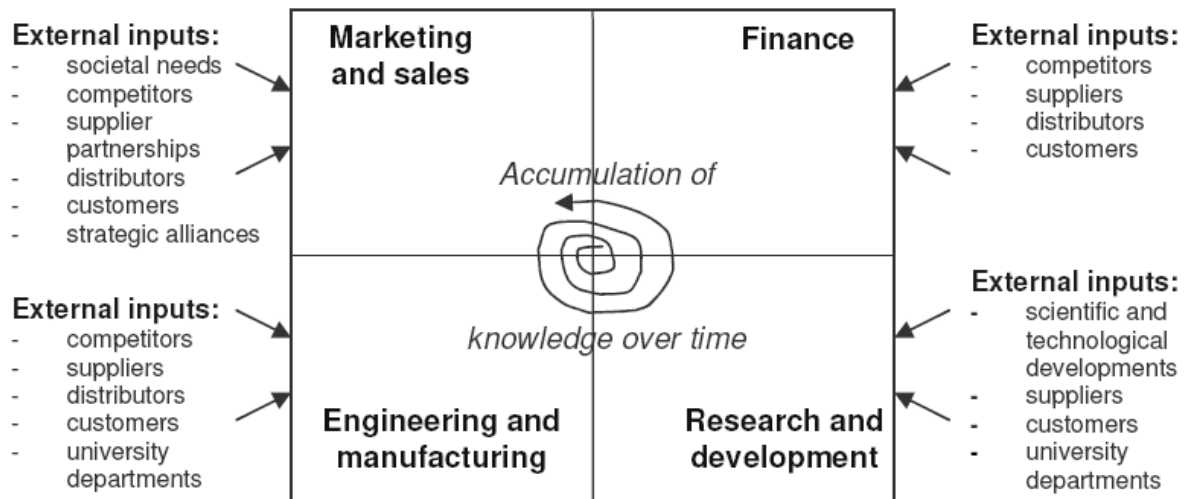 External inputs:
- societal needs
- competitors
- supplier
partnerships
- distributors
- customers
- strategic alliances
Marketing
and sales
Finance
External inputs:
- competitors
- suppliers
- distributors
- customers
Accumulation of
knowledge over time
External inputs:
- competitors
- suppliers
- distributors
- customers
- university
departments
Engineering and
manufacturing
Research and
development
External inputs:
- scientific and
technological
developments
- suppliers
- customers
- university
departments